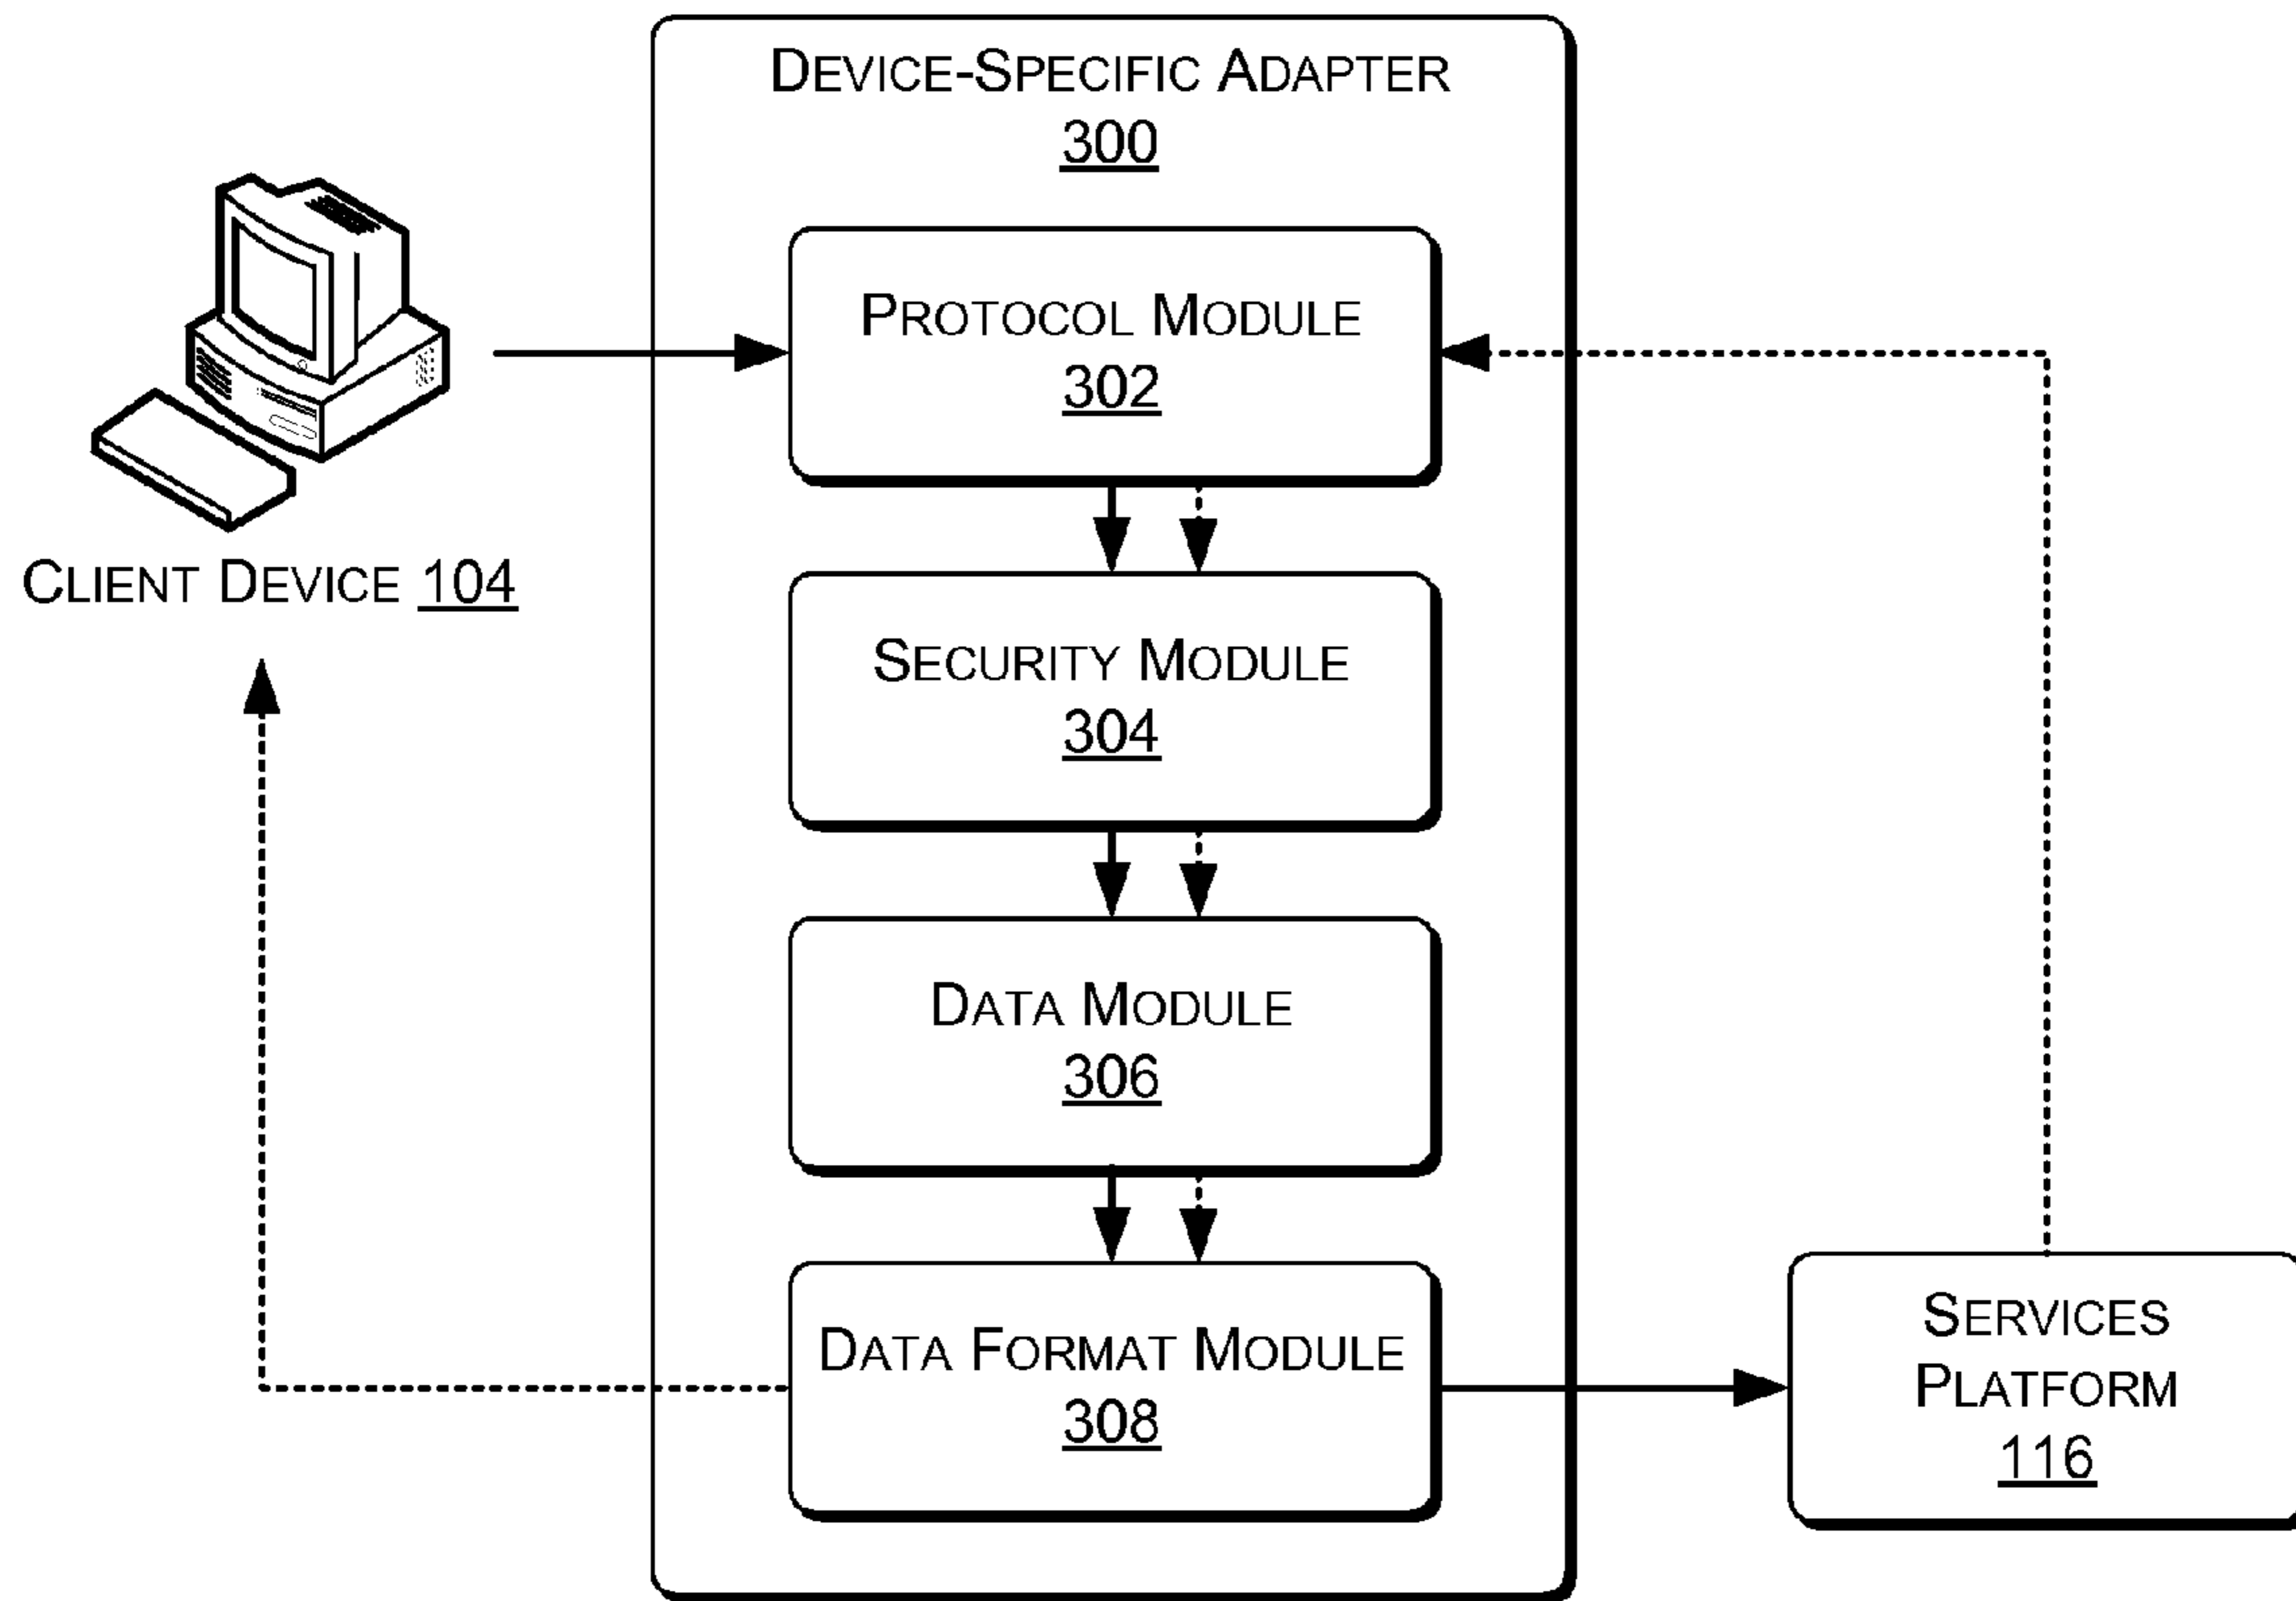 DEVICE-SPECIFIC ADAPTER
300
PROTOCOL MODULE
302
CLIENT DEVICE 104
SECURITY MODULE
304
DATA MODULE
306
DATA FORMAT MODULE
308
SERVICES
PLATFORM
116